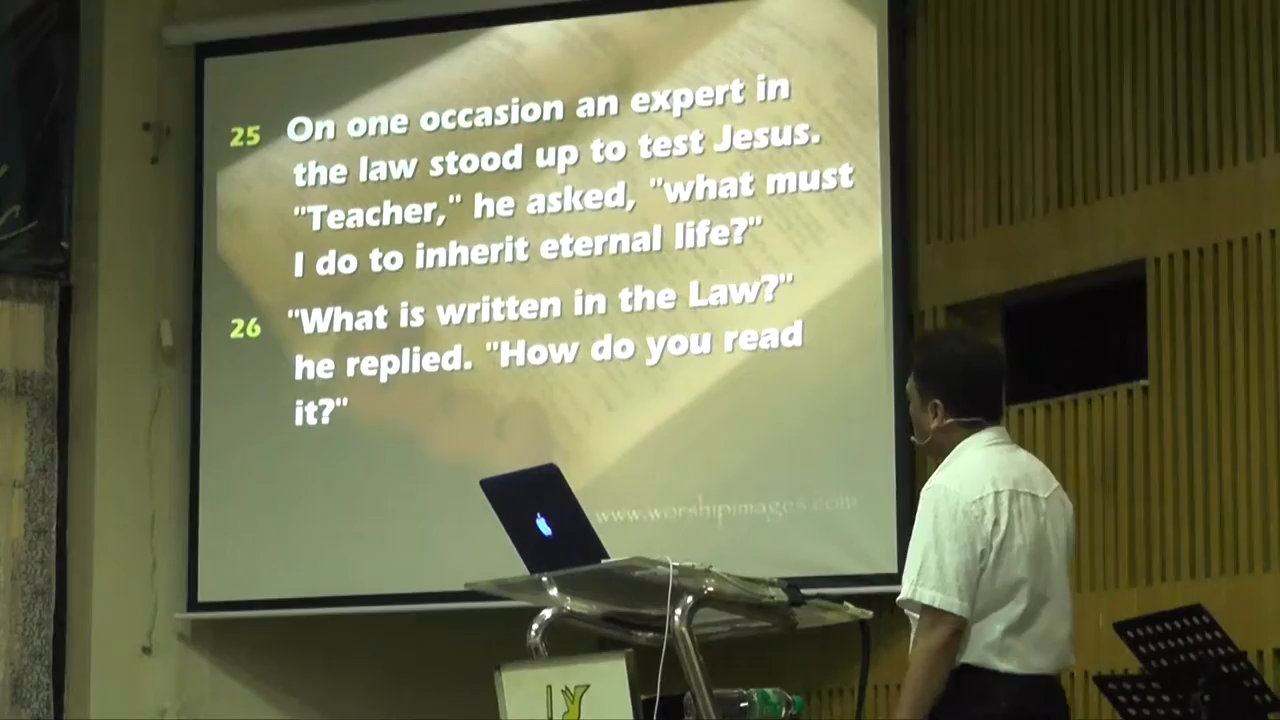 25 On one occasion an expert in
the law stood up to test Jesus.
"Teacher," he asked, "what must
I do to inherit eternal life?"
26 "What is written in the Law?"
he replied. "How do you read
it?"
www.worshipimages.com